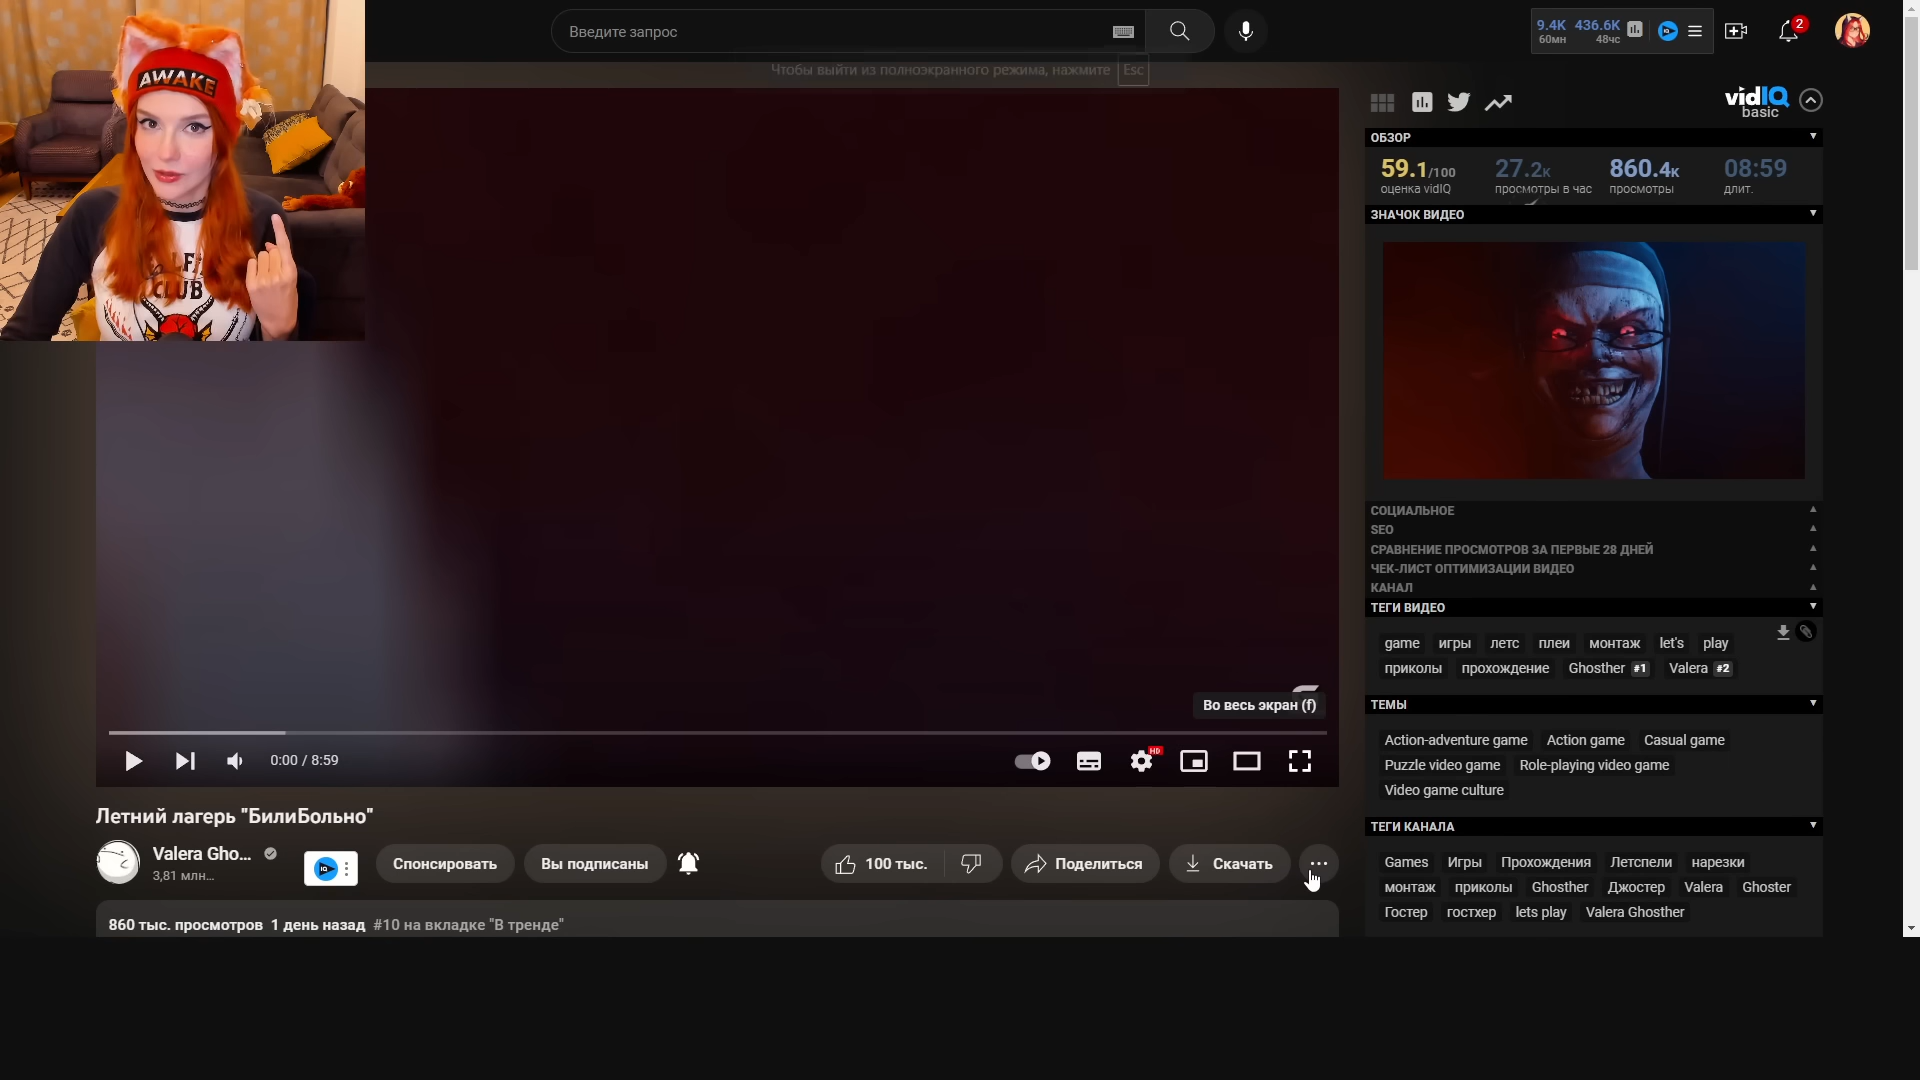 AWAKE
CLUB
Введите запрос
Чтобы выйти из полноэкранного режима, нажмите Esc
9.4K 436.6K
60мн 48чс
2
vidIQ
basic
ОБЗОР
59.1/100 27.2к 860.4к 08:59
оценка vidIQ просмотры в час просмотры длит.
ЗНАЧОК ВИДЕО
СОЦИАЛЬНОЕ
SEO
СРАВНЕНИЕ ПРОСМОТРОВ ЗА ПЕРВЫЕ 28 ДНЕЙ
ЧЕК-ЛИСТ ОПТИМИЗАЦИИ ВИДЕО
КАНАЛ
ТЕГИ ВИДЕО
game игры летс плеи монтаж let's play
приколы прохождение Ghosther #1 Valera #2
ТЕМЫ
Action-adventure game Action game Casual game
Puzzle video game Role-playing video game
Video game culture
ТЕГИ КАНАЛА
Games Игры Прохождения Летспели нарезки
монтаж приколы Ghosther Джостер Valera Ghoster
Гостер гостхер lets play Valera Ghosther
Во весь экран (f)
0:00 / 8:59
HD
Летний лагерь "БилиБольно"
Valera Gho...
3,81 млн...
IQ
Спонсировать
Вы подписаны
100 тыс.
Поделиться
Скачать
860 тыс. просмотров 1 день назад #10 на вкладке "В тренде"